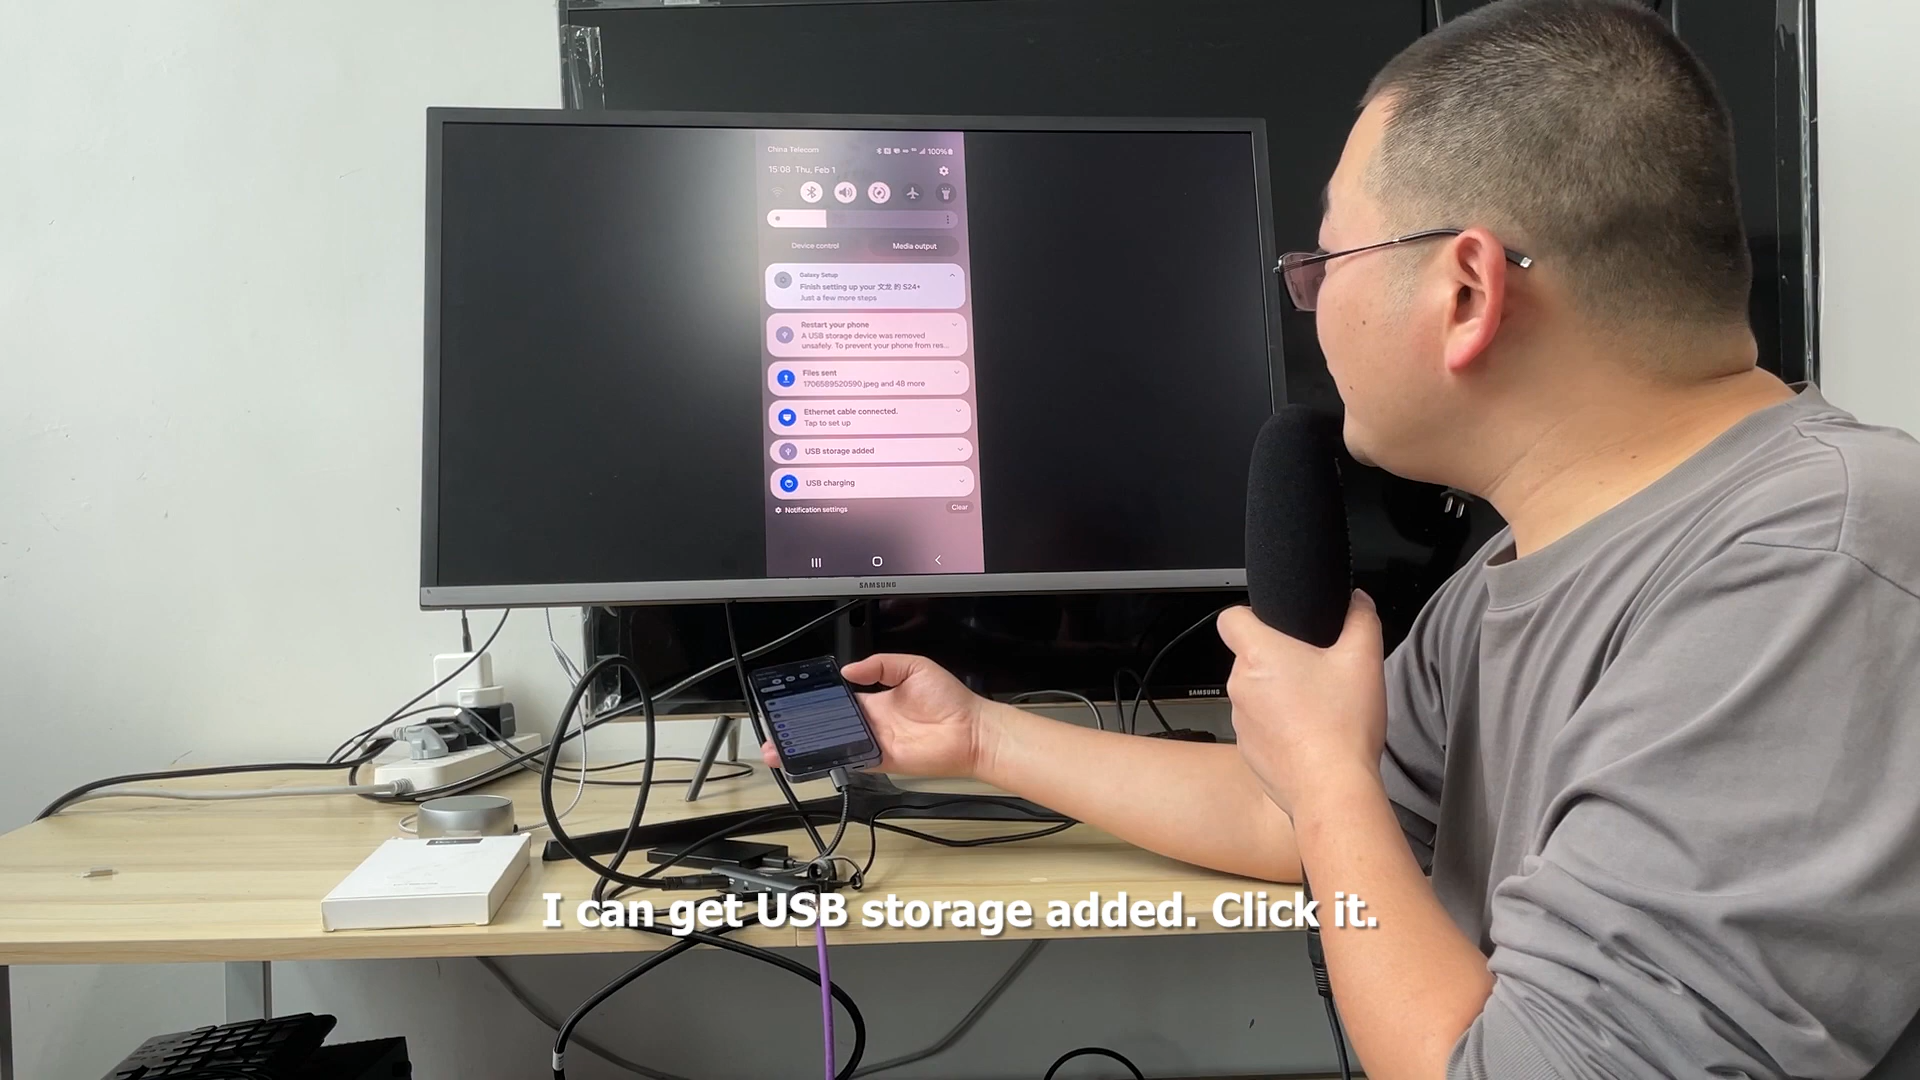 China Telecom
100%
15:08 Thu, Feb 1
Device control
Media output
Galaxy Setup
Finish setting up your 文龙 的 S24+
Just a few more steps
Restart your phone
A USB storage device was removed
unsafely. To prevent your phone from res...
Files sent
1706589520590.jpeg and 48 more
Ethernet cable connected.
Tap to set up
USB storage added
USB charging
Notification settings
Clear
SAMSUNG
SAMSUNG
I can get USB storage added. Click it.